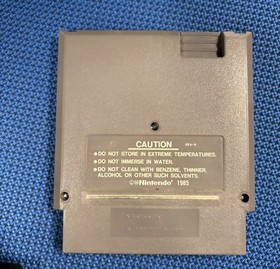 CAUTION
REV-A
•DO NOT STORE IN EXTREME TEMPERATURES.
•DO NOT IMMERSE IN WATER.
•DO NOT CLEAN WITH BENZENE, THINNER,
ALCOHOL OR OTHER SUCH SOLVENTS.
©®Nintendo® 1985